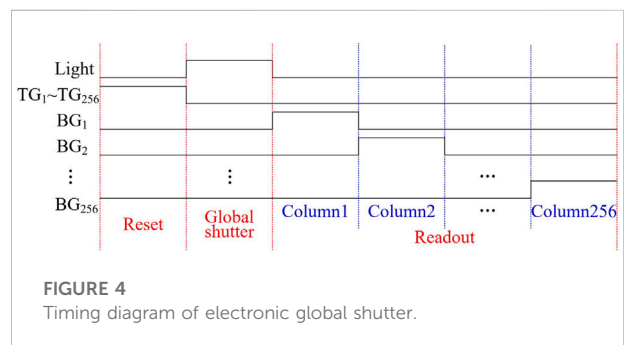 Light
TG₁~TG₂₅₆
BG₁
BG₂
⋮ ⋮ ...
BG₂₅₆
Reset Global shutter Column1 Column2 ... Column256
Readout
FIGURE 4
Timing diagram of electronic global shutter.